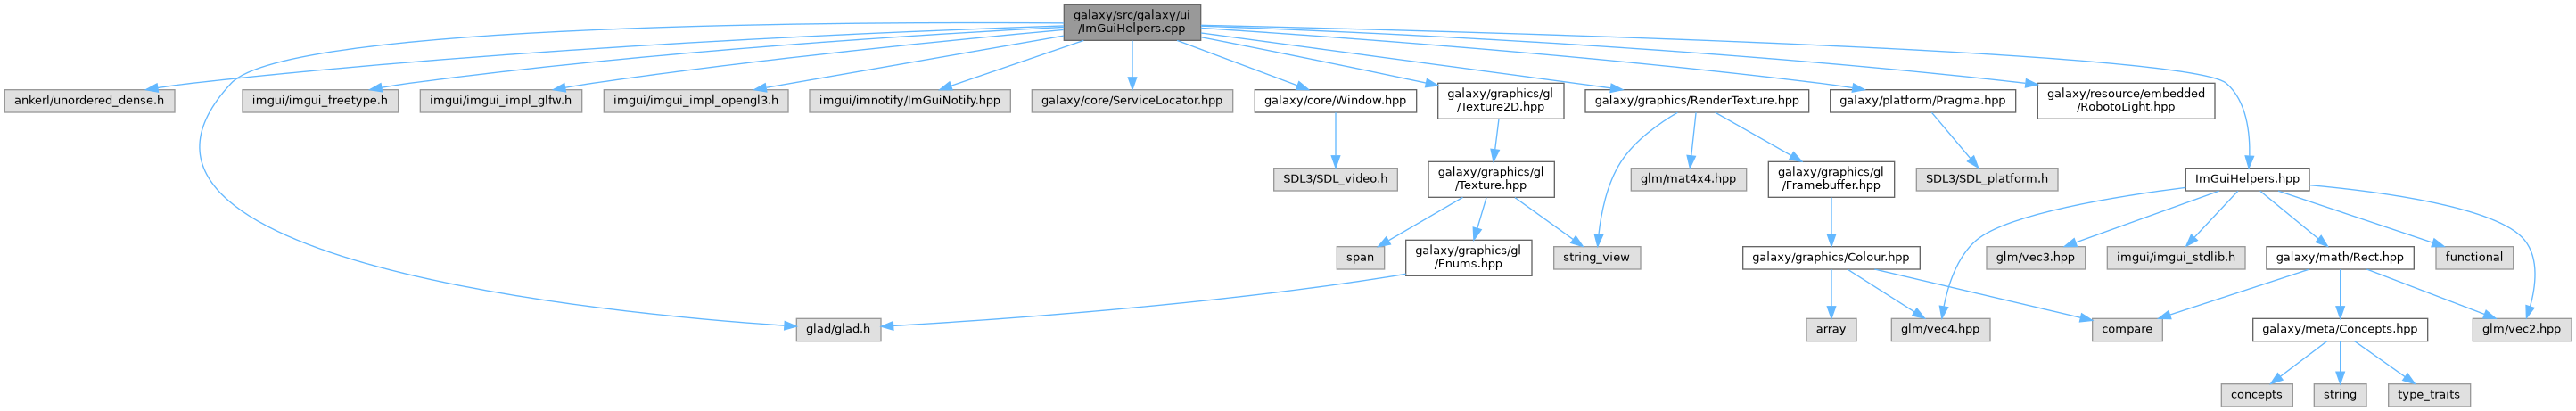 galaxy/src/galaxy/ui
/ImGuiHelpers.cpp
ankerl/unordered_dense.h
imgui/imgui_freetype.h
imgui/imgui_impl_glfw.h
imgui/imgui_impl_opengl3.h
imgui/imnotify/ImGuiNotify.hpp
galaxy/core/ServiceLocator.hpp
galaxy/core/Window.hpp
galaxy/graphics/gl
/Texture2D.hpp
galaxy/graphics/RenderTexture.hpp
galaxy/platform/Pragma.hpp
galaxy/resource/embedded
/RobotoLight.hpp
SDL3/SDL_video.h
galaxy/graphics/gl
/Texture.hpp
glm/mat4x4.hpp
galaxy/graphics/gl
/Framebuffer.hpp
SDL3/SDL_platform.h
ImGuiHelpers.hpp
span
galaxy/graphics/gl
/Enums.hpp
string_view
galaxy/graphics/Colour.hpp
glm/vec3.hpp
imgui/imgui_stdlib.h
galaxy/math/Rect.hpp
functional
glad/glad.h
array
glm/vec4.hpp
compare
galaxy/meta/Concepts.hpp
glm/vec2.hpp
concepts
string
type_traits